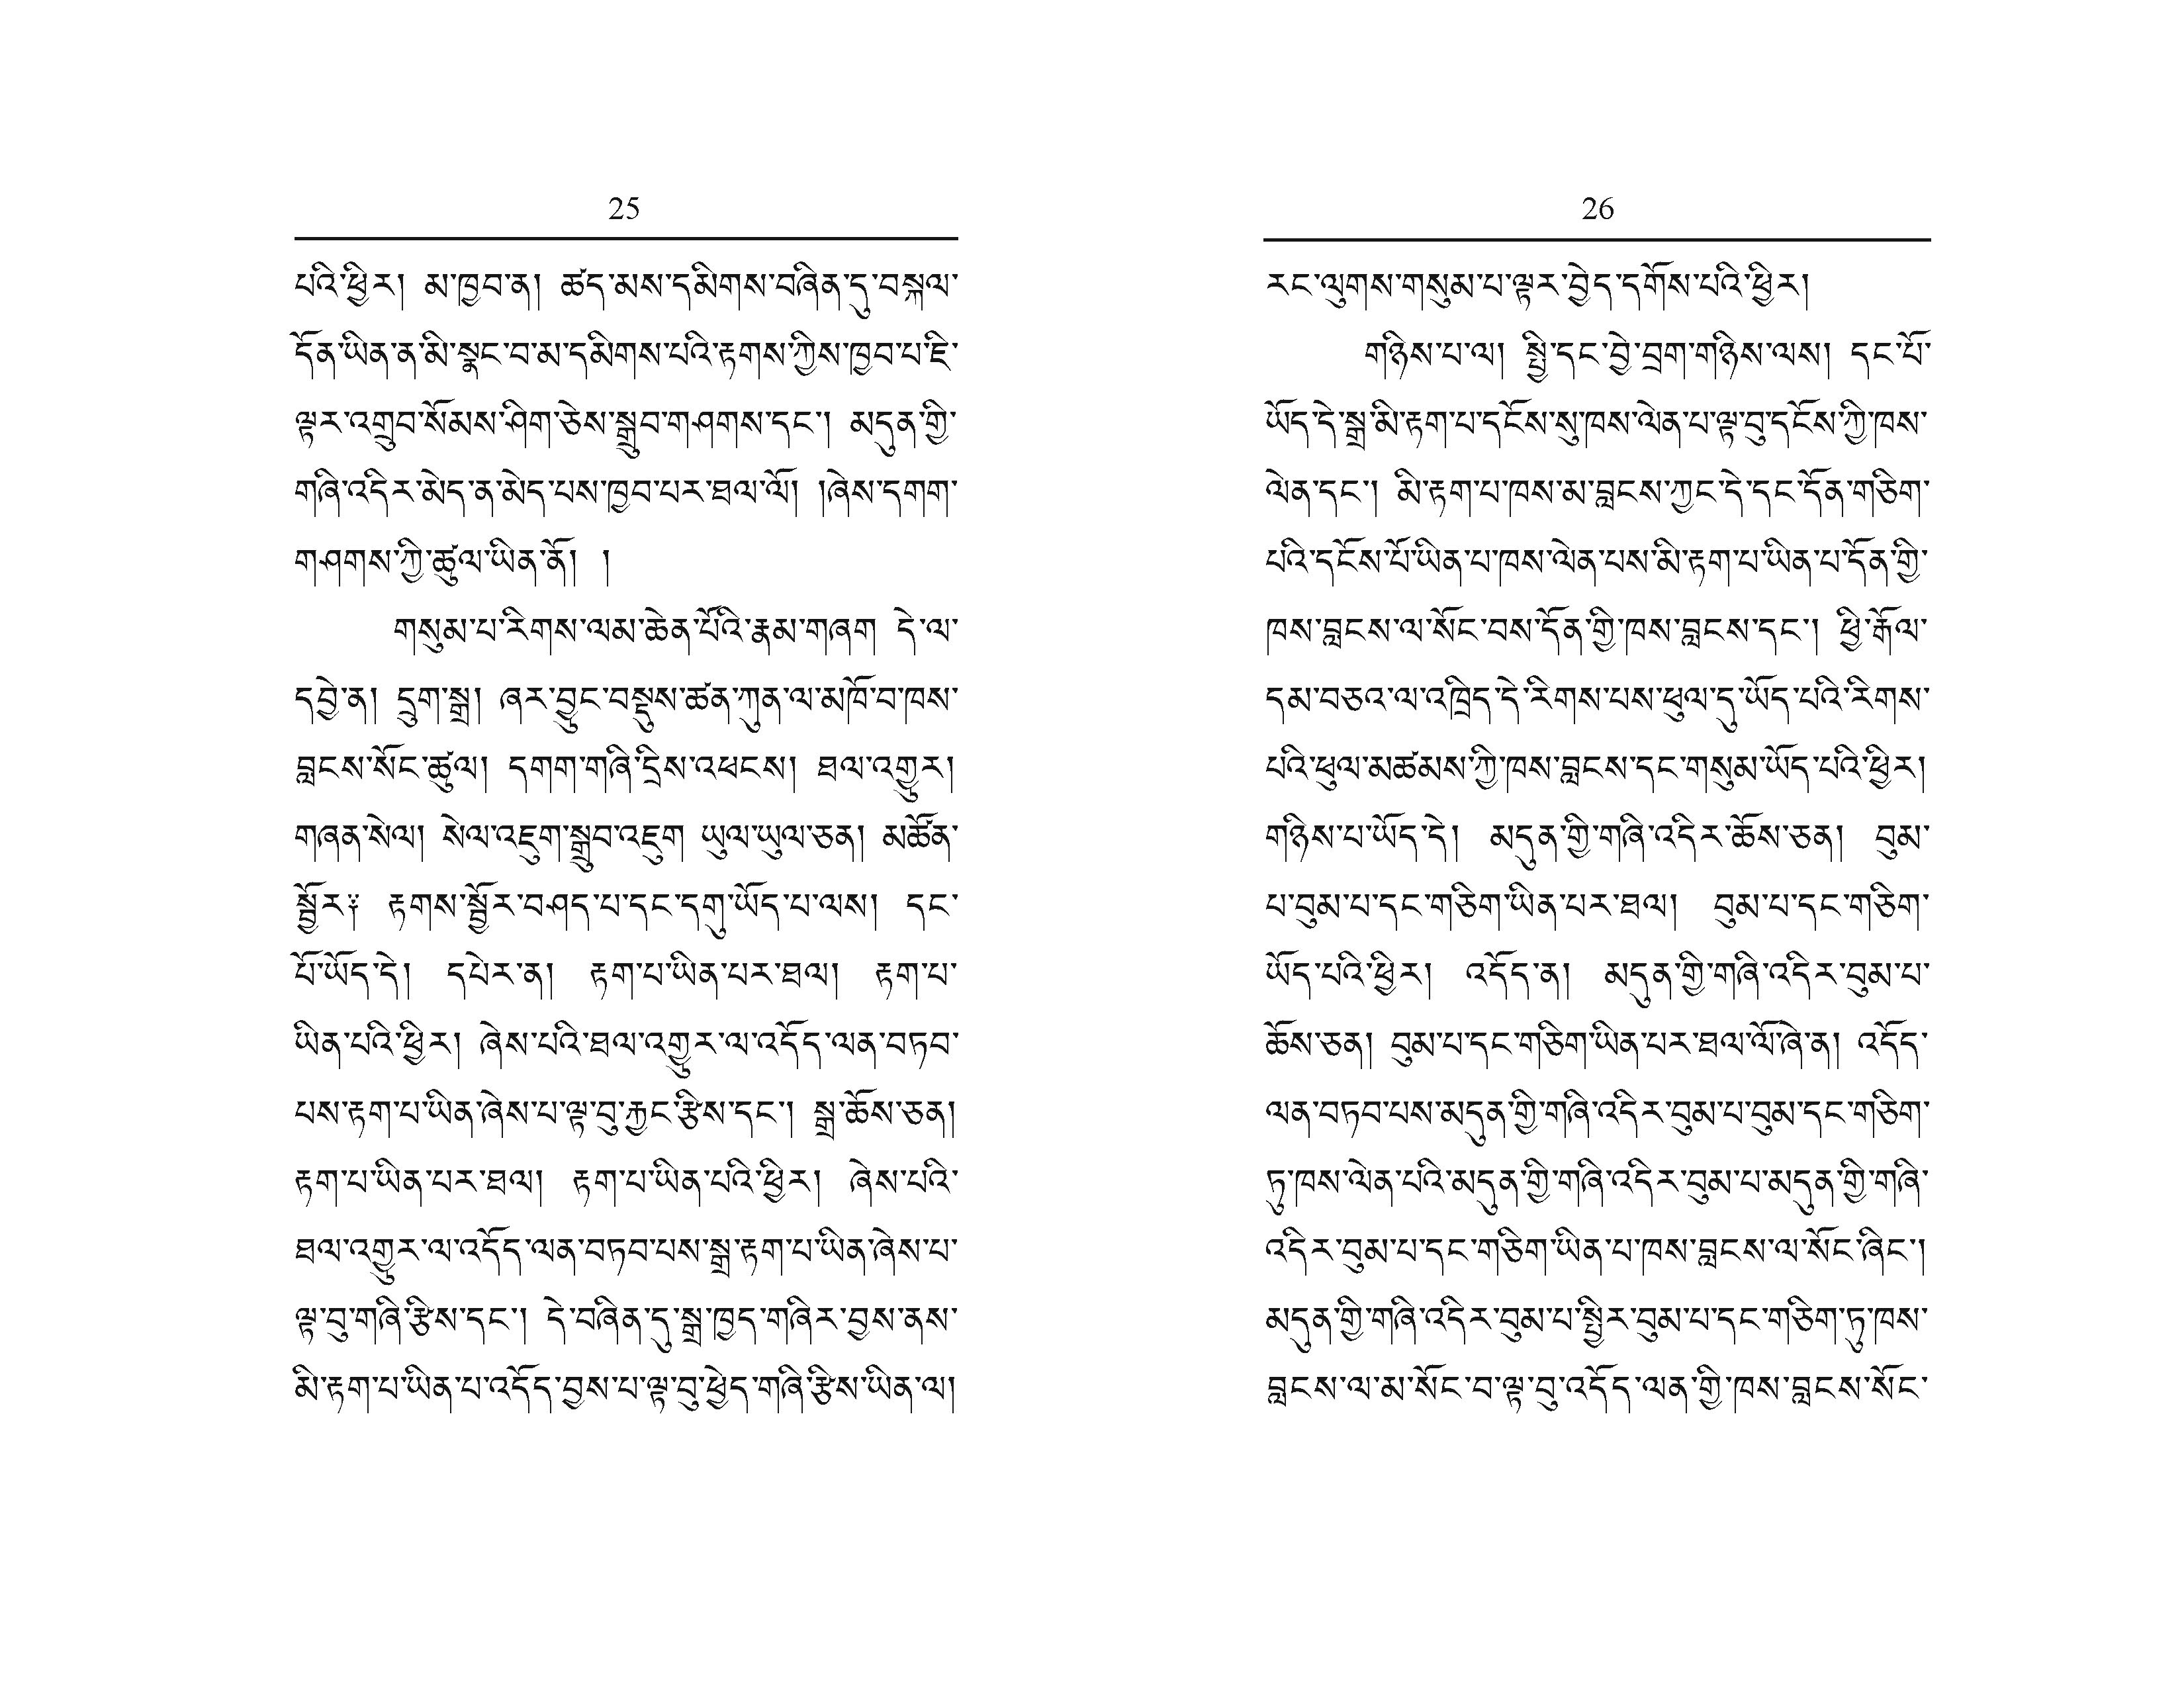 25
པའི་ཕྱིར། མ་ཁྱབ་ན། ཚད་མས་དམིགས་བཞིན་དུ་བསྐལ་
དོན་ཡིན་ན་མི་སྣང་བ་མ་དམིགས་པའི་རྟགས་ཀྱིས་ཁྱབ་པ་ཇི་
ལྟར་འགྲུབ་སོམས་ཤིག་ཅེས་སྒྲུབ་གཤགས་དང་། མདུན་གྱི་
གཞི་འདིར་མེད་ན་མེད་པས་ཁྱབ་པར་ཐལ་ལོ། །ཞེས་དགག་
གཤགས་ཀྱི་ཚུལ་ཡིན་ནོ། །
གསུམ་པ་རིགས་ལམ་ཆེན་པོའི་རྣམ་གཞག དེ་ལ་
དབྱེ་ན། དྲུག་སྒྲ། ཞར་བྱུང་བསྡུས་ཚན་ཀུན་ལ་མཁོ་བ་ཁས་
བླངས་སོང་ཚུལ། དགག་གཞི་དྲིས་འཕངས། ཐལ་འགྱུར།
གཞན་སེལ། སེལ་འཇུག་སྒྲུབ་འཇུག ཡུལ་ཡུལ་ཅན། མཚོན་
སྦྱོར༑ རྟགས་སྦྱོར་བཤད་པ་དང་དགུ་ཡོད་པ་ལས། དང་
པོ་ཡོད་དེ། དཔེར་ན། རྟག་པ་ཡིན་པར་ཐལ། རྟག་པ་
ཡིན་པའི་ཕྱིར། ཞེས་པའི་ཐལ་འགྱུར་ལ་འདོད་ལན་བཏབ་
པས་རྟག་པ་ཡིན་ཞེས་པ་ལྟ་བུ་རྐྱང་རྩིས་དང་། སྒྲ་ཆོས་ཅན།
རྟག་པ་ཡིན་པར་ཐལ། རྟག་པ་ཡིན་པའི་ཕྱིར། ཞེས་པའི་
ཐལ་འགྱུར་ལ་འདོད་ལན་བཏབ་པས་སྒྲ་རྟག་པ་ཡིན་ཞེས་པ་
ལྟ་བུ་གཞི་རྩིས་དང་། དེ་བཞིན་དུ་སྒྲ་ཁྱད་གཞིར་བྱས་ནས་
མི་རྟག་པ་ཡིན་པ་འདོད་བྱས་པ་ལྟ་བུ་ཕྱེད་གཞི་རྩིས་ཡིན་ལ།
26
རང་ལུགས་གསུམ་པ་ལྟར་བྱེད་དགོས་པའི་ཕྱིར།
གཉིས་པ་ལ། སྤྱི་དང་བྱེ་བྲག་གཉིས་ལས། དང་པོ་
ཡོད་དེ་སྒྲ་མི་རྟག་པ་དངོས་སུ་ཁས་ལེན་པ་ལྟ་བུ་དངོས་ཀྱི་ཁས་
ལེན་དང་། མི་རྟག་པ་ཁས་མ་བླངས་ཀྱང་དེ་དང་དོན་གཅིག་
པའི་དངོས་པོ་ཡིན་པ་ཁས་ལེན་པས་མི་རྟག་པ་ཡིན་པ་དོན་གྱི་
ཁས་བླངས་ལ་སོང་བས་དོན་གྱི་ཁས་བླངས་དང་། ཕྱི་རྒོལ་
དམ་བཅའ་ལ་འཁྲིད་དེ་རིགས་པས་ཕུལ་དུ་ཡོད་པའི་རིགས་
པའི་ཕུལ་མཚམས་ཀྱི་ཁས་བླངས་དང་གསུམ་ཡོད་པའི་ཕྱིར།
གཉིས་པ་ཡོད་དེ། མདུན་གྱི་གཞི་འདིར་ཆོས་ཅན། བུམ་
པ་བུམ་པ་དང་གཅིག་ཡིན་པར་ཐལ། བུམ་པ་དང་གཅིག་
ཡོད་པའི་ཕྱིར། འདོད་ན། མདུན་གྱི་གཞི་འདིར་བུམ་པ་
ཆོས་ཅན། བུམ་པ་དང་གཅིག་ཡིན་པར་ཐལ་ལོ་ཞེ་ན། འདོད་
ལན་བཏབ་པས་མདུན་གྱི་གཞི་འདིར་བུམ་པ་བུམ་དང་གཅིག་
ཏུ་ཁས་ལེན་པའི་མདུན་གྱི་གཞི་འདིར་བུམ་པ་མདུན་གྱི་གཞི་
འདིར་བུམ་པ་དང་གཅིག་ཡིན་པ་ཁས་བླངས་ལ་སོང་ཞིང་།
མདུན་གྱི་གཞི་འདིར་བུམ་པ་སྤྱིར་བུམ་པ་དང་གཅིག་ཏུ་ཁས་
བླངས་ལ་མ་སོང་བ་ལྟ་བུ་འདོད་ལན་གྱི་ཁས་བླངས་སོང་